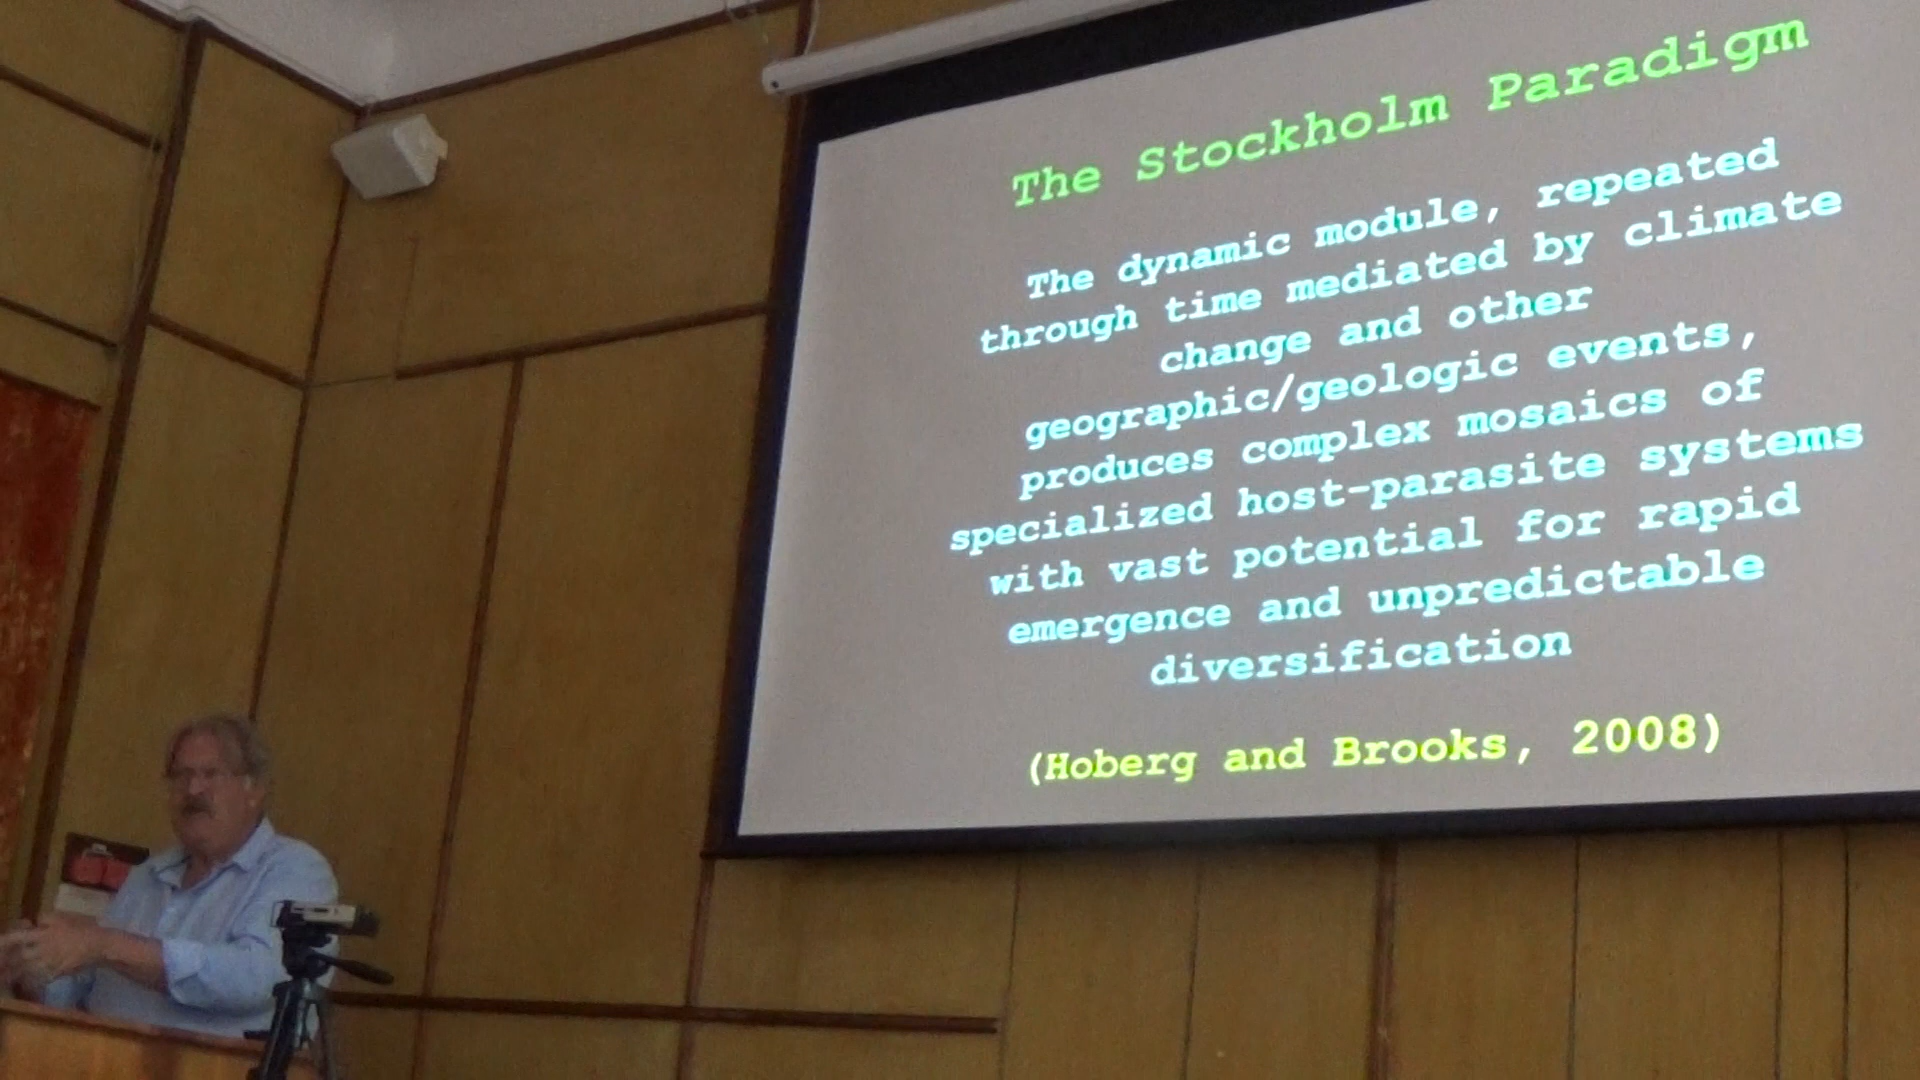 The Stockholm Paradigm
The dynamic module, repeated
through time mediated by climate
change and other
geographic/geologic events,
produces complex mosaics of
specialized host-parasite systems
with vast potential for rapid
emergence and unpredictable
diversification
(Hoberg and Brooks, 2008)